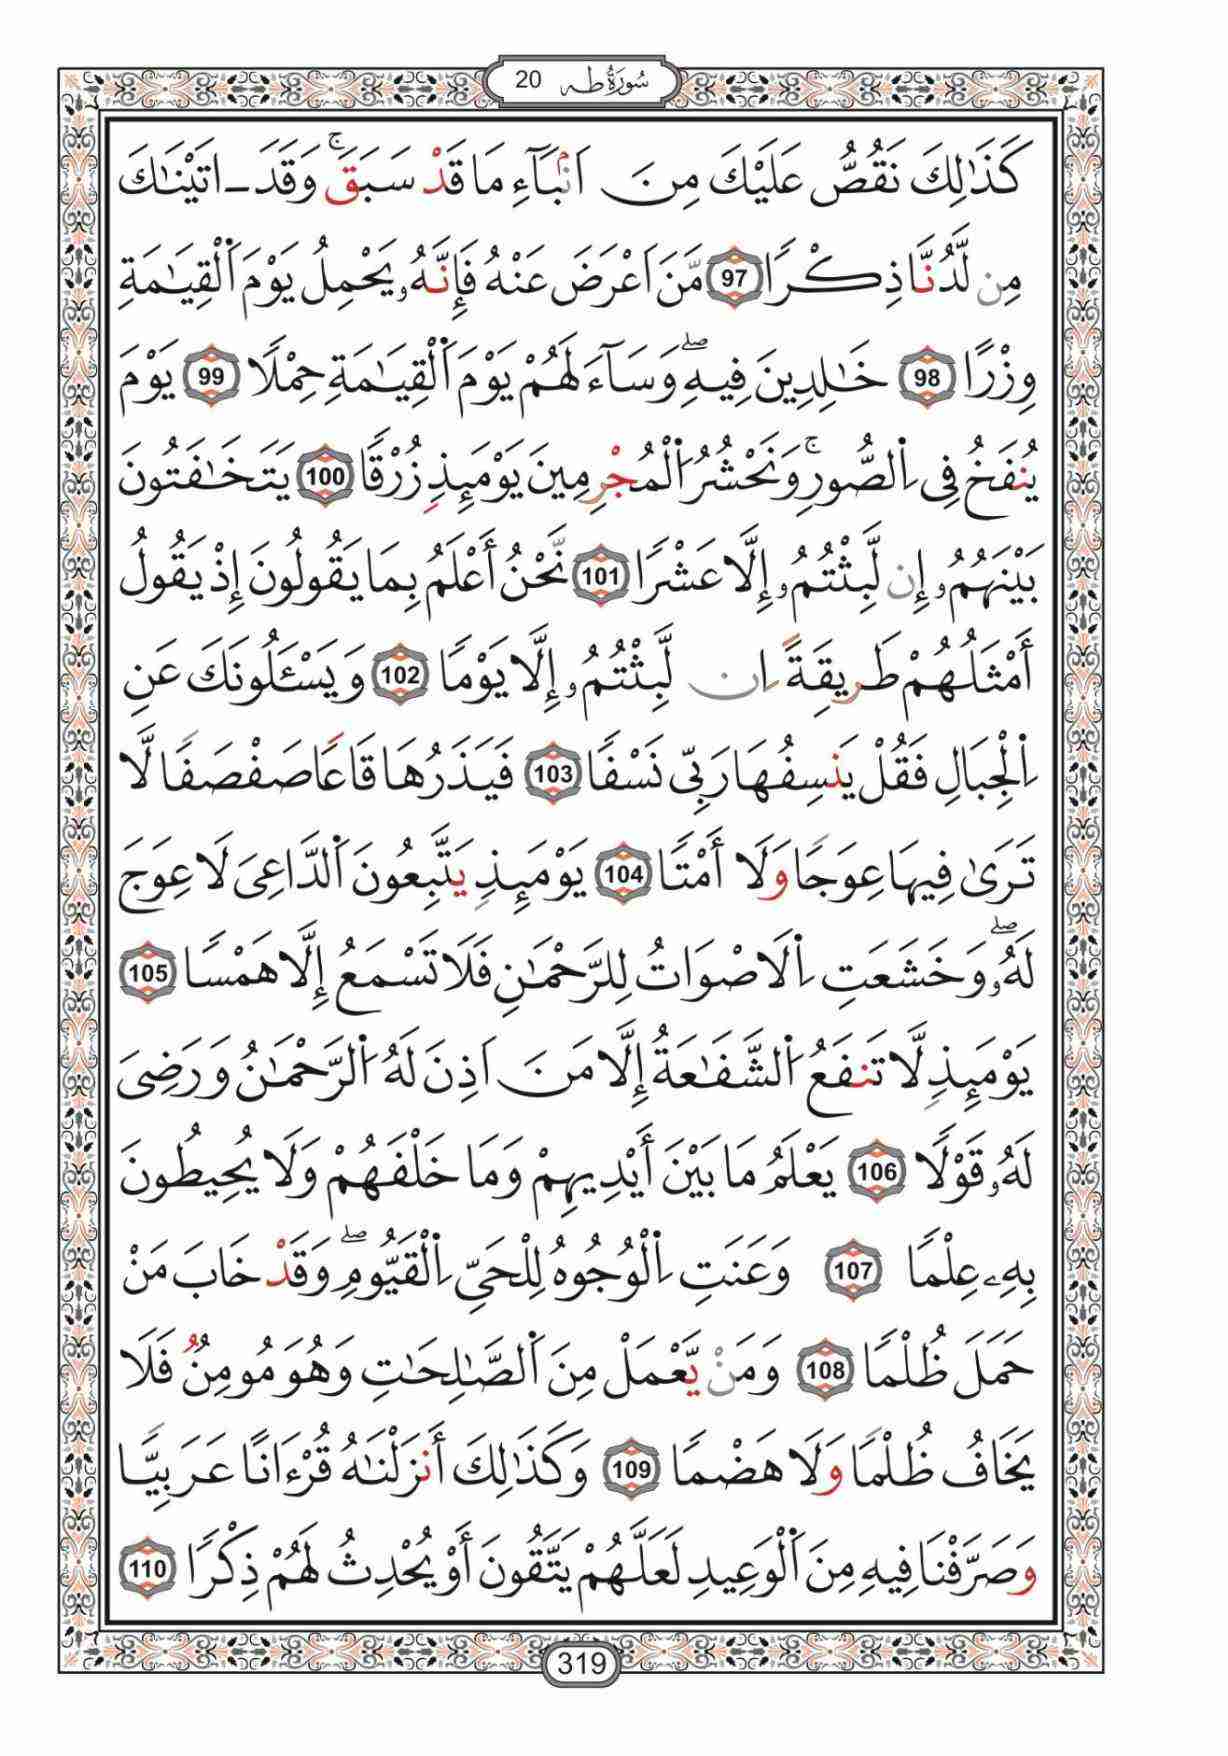 سُورَةُ طه 20
كَذَٰلِكَ نَقُصُّ عَلَيْكَ مِنَ اَنۢبَآءِ مَا قَدْ سَبَقَ ۚ وَقَدَ ـ اتَيْنَٰكَ
مِن لَّدُنَّا ذِكْرًا 97 مَّنَ اَعْرَضَ عَنْهُ فَإِنَّهُۥ يَحْمِلُ يَوْمَ اَ۬لْقِيَٰمَةِ
وِزْرًا 98 خَٰلِدِينَ فِيهِ ۖ وَسَآءَ لَهُمْ يَوْمَ اَ۬لْقِيَٰمَةِ حِمْلًا 99 يَوْمَ
يُنفَخُ فِى اِ۬لصُّورِ ۚ وَنَحْشُرُ اُ۬لْمُجْرِمِينَ يَوْمَئِذٍ زُرْقًا 100 يَتَخَٰفَتُونَ
بَيْنَهُمُۥ إِن لَّبِثْتُمُۥ إِلَّا عَشْرًا 101 نَّحْنُ أَعْلَمُ بِمَا يَقُولُونَ إِذْ يَقُولُ
أَمْثَلُهُمْ طَرِيقَةً اِن لَّبِثْتُمُۥ إِلَّا يَوْمًا 102 وَيَسْـَٔلُونَكَ عَنِ
اِ۬لْجِبَالِ فَقُلْ يَنسِفُهَا رَبِّى نَسْفًا 103 فَيَذَرُهَا قَاعًا صَفْصَفًا لَّا
تَرَىٰ فِيهَا عِوَجًا وَلَا أَمْتًا 104 يَوْمَئِذٍ يَتَّبِعُونَ اَ۬لدَّاعِىَ لَا عِوَجَ
لَهُۥ ۖ وَخَشَعَتِ اِ۬لَاصْوَاتُ لِلرَّحْمَٰنِ فَلَا تَسْمَعُ إِلَّا هَمْسًا 105
يَوْمَئِذٍ لَّا تَنفَعُ اُ۬لشَّفَٰعَةُ إِلَّا مَنَ اَذِنَ لَهُ اُ۬لرَّحْمَٰنُ وَرَضِىَ
لَهُۥ قَوْلًا 106 يَعْلَمُ مَا بَيْنَ أَيْدِيهِمْ وَمَا خَلْفَهُمْ وَلَا يُحِيطُونَ
بِهِۦ عِلْمًا 107 وَعَنَتِ اِ۬لْوُجُوهُ لِلْحَىِّ اِ۬لْقَيُّومِ ۖ وَقَدْ خَابَ مَنْ
حَمَلَ ظُلْمًا 108 وَمَنْ يَّعْمَلْ مِنَ اَ۬لصَّٰلِحَٰتِ وَهُوَ مُومِنٌ فَلَا
يَخَافُ ظُلْمًا وَلَا هَضْمًا 109 وَكَذَٰلِكَ أَنزَلْنَٰهُ قُرْءَانًا عَرَبِيًّا
وَصَرَّفْنَا فِيهِ مِنَ اَ۬لْوَعِيدِ لَعَلَّهُمْ يَتَّقُونَ أَوْ يُحْدِثُ لَهُمْ ذِكْرًا 110
319